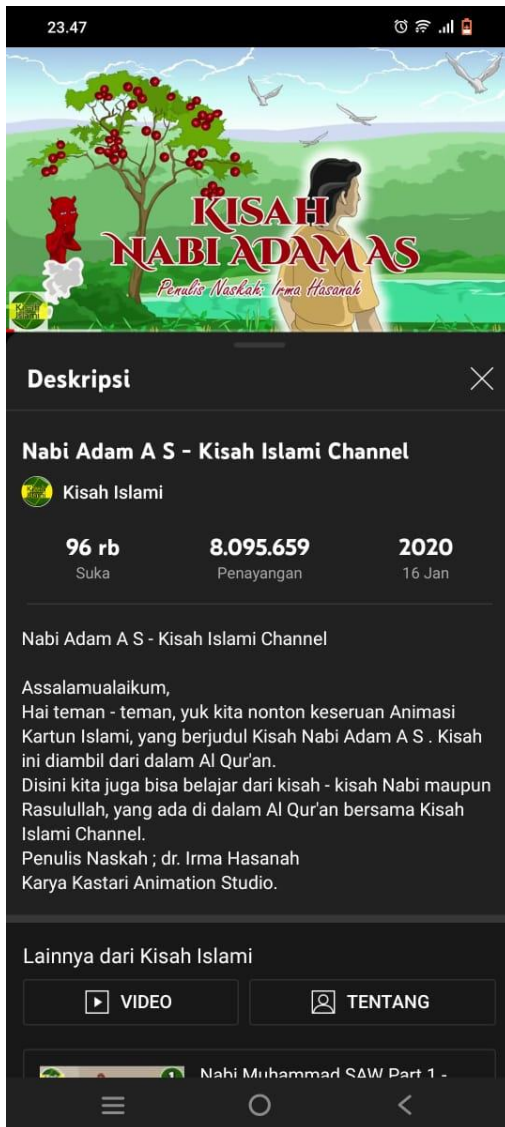 23.47
KISAH
NABI ADAM AS
Penulis Naskah: Irma Hasanah
Kisah
Islami
Deskripsi
Nabi Adam A S - Kisah Islami Channel
Kisah Islami
96 rb
8.095.659
2020
Suka
Penayangan
16 Jan
Nabi Adam A S - Kisah Islami Channel
Assalamualaikum,
Hai teman - teman, yuk kita nonton keseruan Animasi
Kartun Islami, yang berjudul Kisah Nabi Adam A S . Kisah
ini diambil dari dalam Al Qur'an.
Disini kita juga bisa belajar dari kisah - kisah Nabi maupun
Rasulullah, yang ada di dalam Al Qur'an bersama Kisah
Islami Channel.
Penulis Naskah ; dr. Irma Hasanah
Karya Kastari Animation Studio.
Lainnya dari Kisah Islami
VIDEO
TENTANG
1
Nabi Muhammad SAW Part 1 -